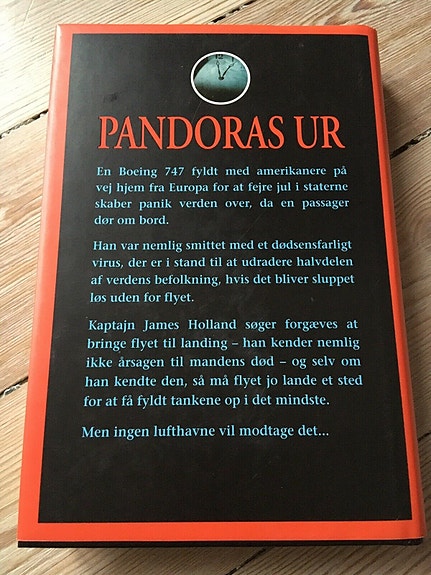 PANDORAS UR
En Boeing 747 fyldt med amerikanere på
vej hjem fra Europa for at fejre jul i staterne
skaber panik verden over, da en passager
dør om bord.
Han var nemlig smittet med et dødsensfarligt
virus, der er i stand til at udradere halvdelen
af verdens befolkning, hvis det bliver sluppet
løs uden for flyet.
Kaptajn James Holland søger forgæves at
bringe flyet til landing – han kender nemlig
ikke årsagen til mandens død – og selv om
han kendte den, så må flyet jo lande et sted
for at få fyldt tankene op i det mindste.
Men ingen lufthavne vil modtage det...